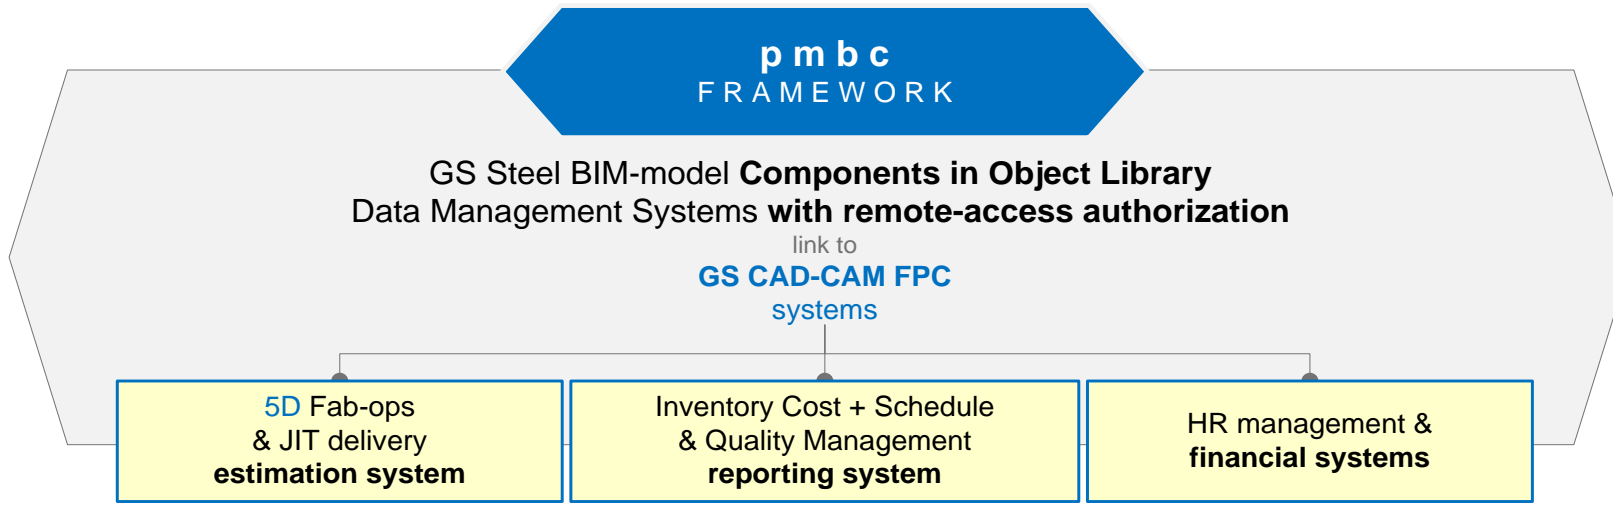 p m b c
F R A M E W O R K
GS Steel BIM-model Components in Object Library
Data Management Systems with remote-access authorization
link to
GS CAD-CAM FPC
systems
5D Fab-ops
& JIT delivery
estimation system
Inventory Cost + Schedule
& Quality Management
reporting system
HR management &
financial systems